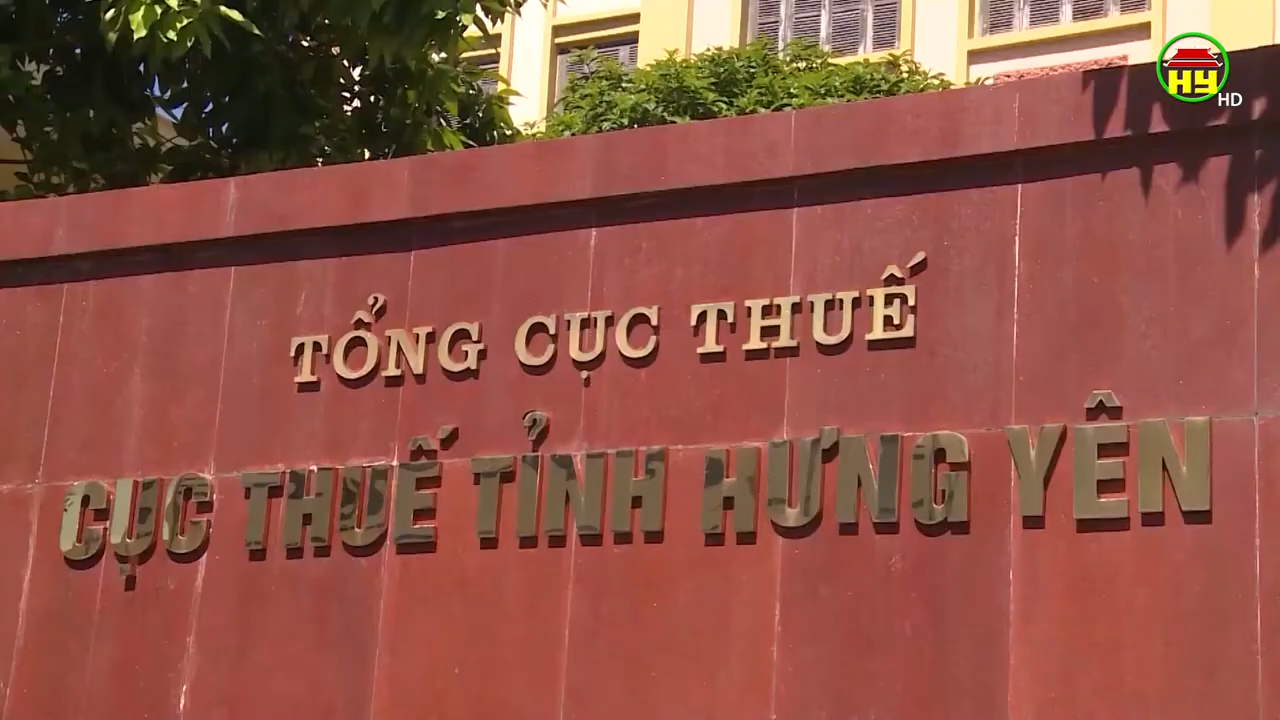 HY
HD
TỔNG CỤC THUẾ
CỤC THUẾ TỈNH HƯNG YÊN